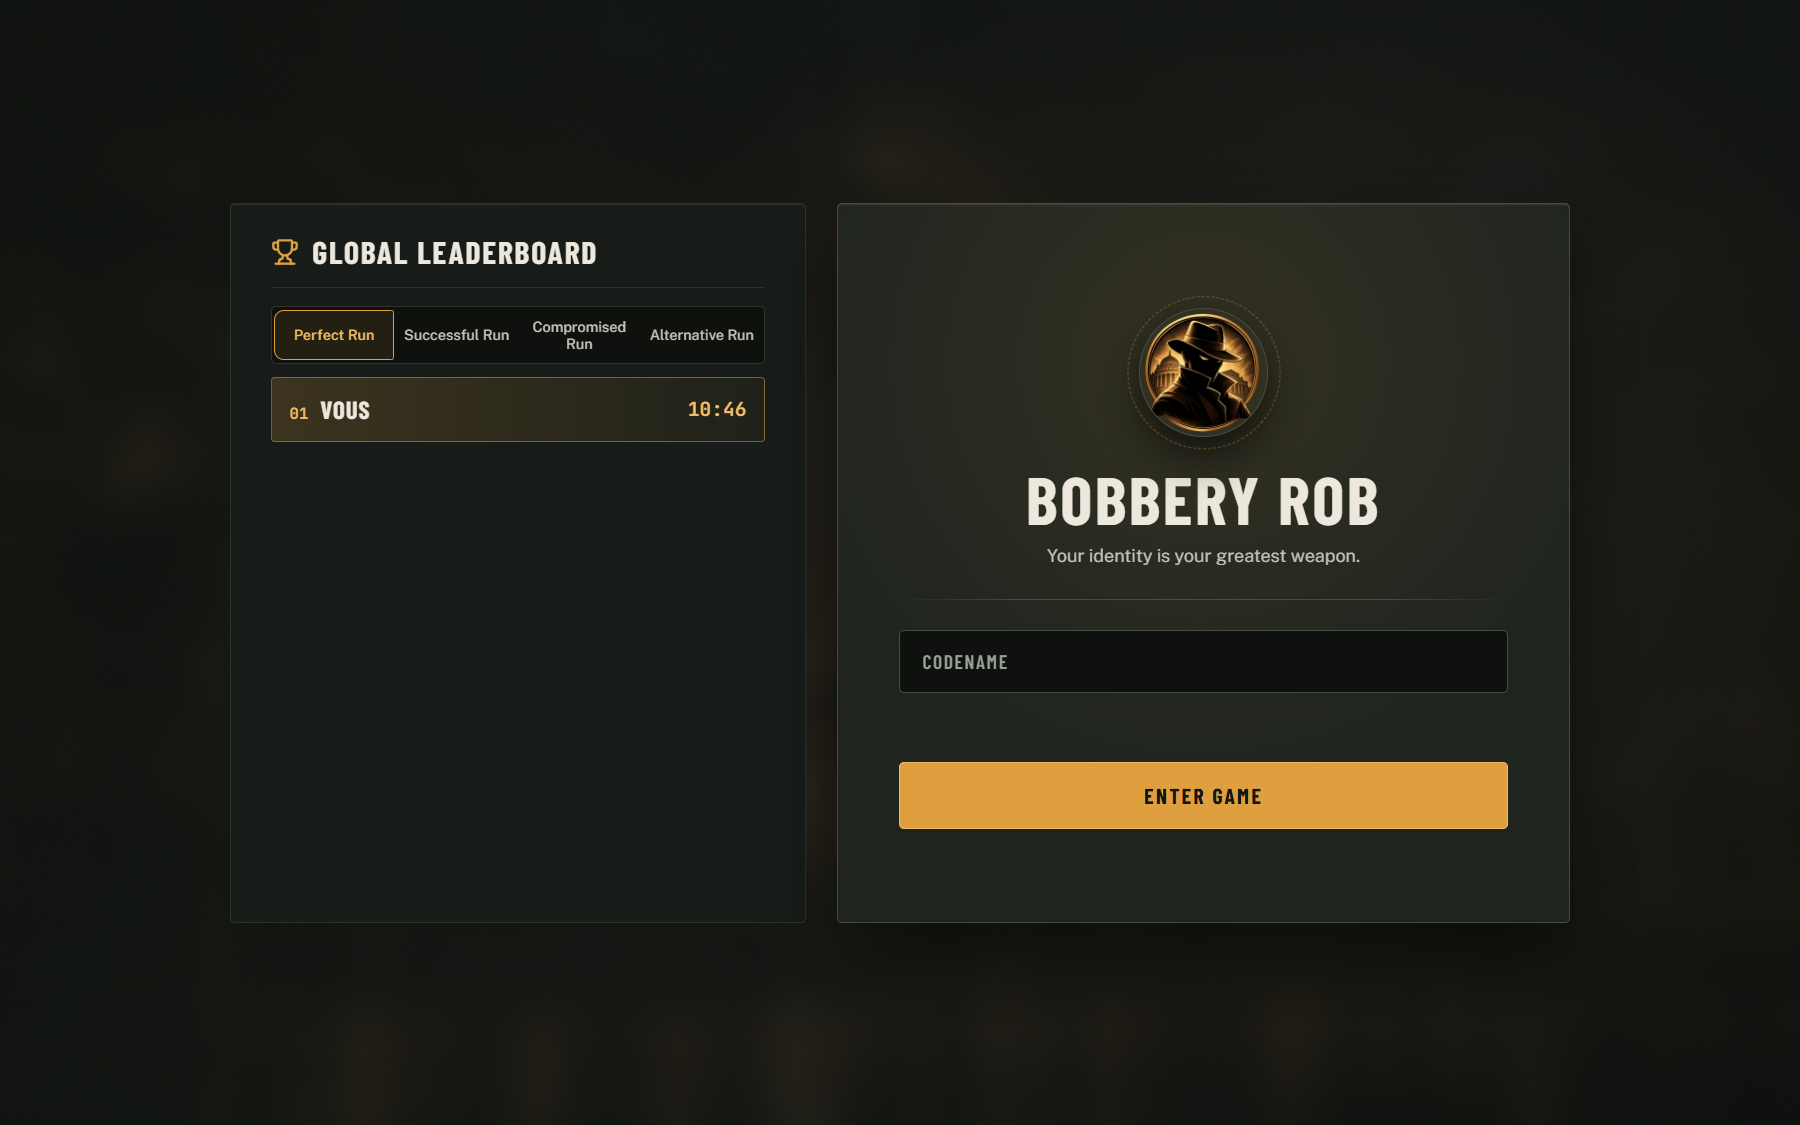 GLOBAL LEADERBOARD
Perfect Run
Successful Run
Compromised
Run
Alternative Run
01 VOUS 10:46
BOBBERY ROB
Your identity is your greatest weapon.
CODENAME
ENTER GAME